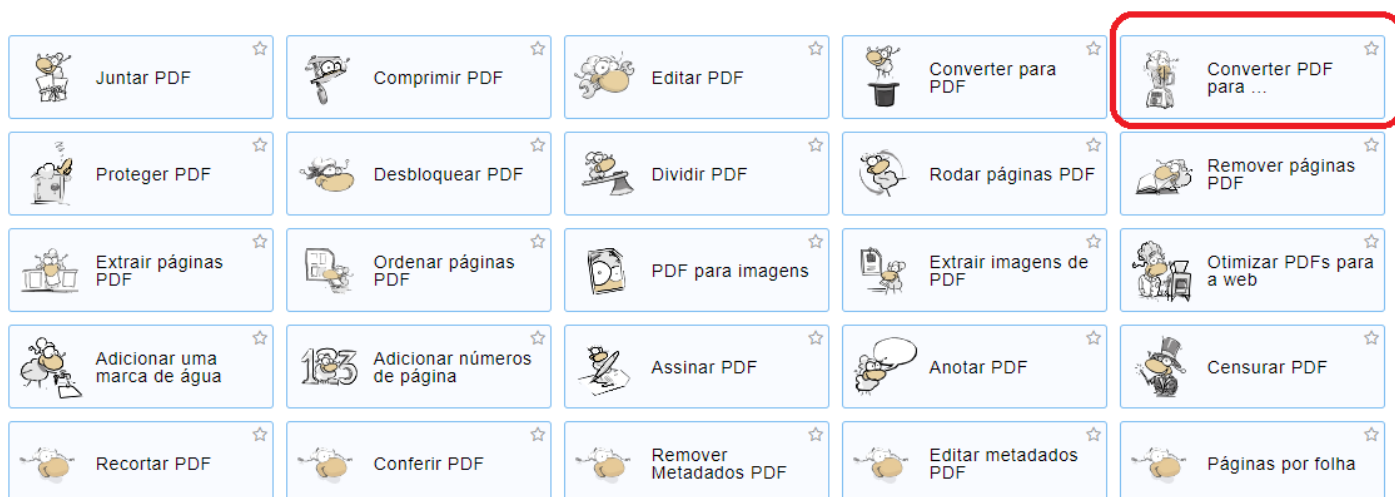 Juntar PDF
Comprimir PDF
Editar PDF
Converter para
PDF
Converter PDF
para ...
Proteger PDF
Desbloquear PDF
Dividir PDF
Rodar páginas PDF
Remover páginas
PDF
Extrair páginas
PDF
Ordenar páginas
PDF
PDF para imagens
Extrair imagens de
PDF
Otimizar PDFs para
a web
Adicionar uma
marca de água
123
Adicionar números
de página
Assinar PDF
Anotar PDF
Censurar PDF
Recortar PDF
Conferir PDF
Remover
Metadados PDF
Editar metadados
PDF
Páginas por folha